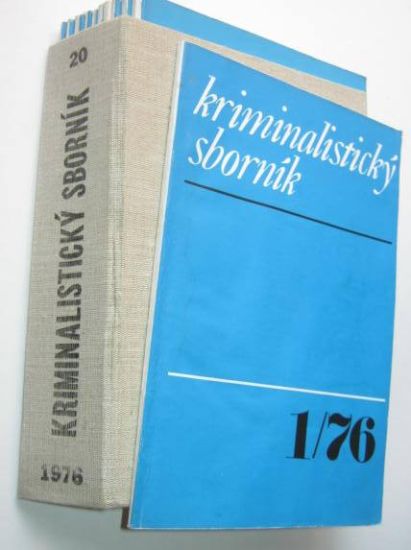 20
KRIMINALISTICKÝ SBORNÍK
1976
kriminalistický
sborník
1/76